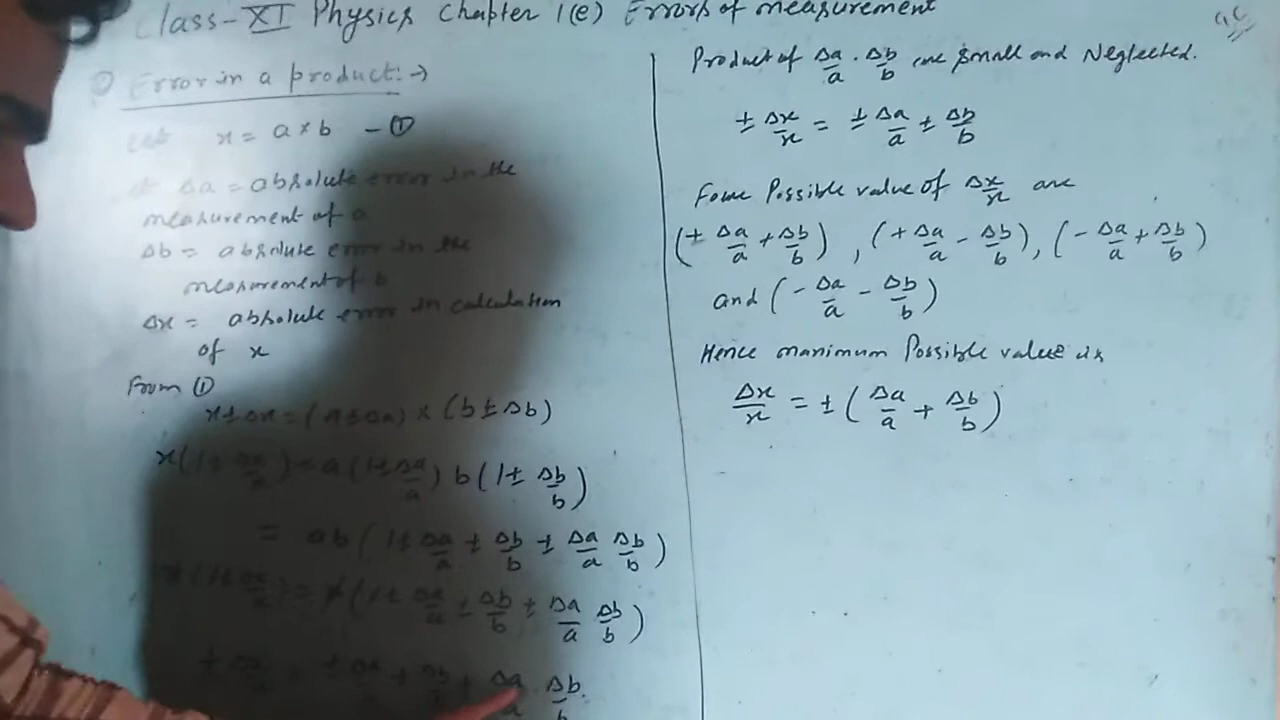 Class-XI Physics Chapter 1(e) Errors of measurement
Error in a product:→
Let x = a × b - ①
Δa = absolute error in the
measurement of a
Δb = absolute error in the
measurement of b
Δx = absolute error in calculation
of x
From ①
x ± Δx = (a ± Δa) × (b ± Δb)
x(1 ± Δx/x) = a(1 ± Δa/a) b(1 ± Δb/b)
= ab(1 ± Δa/a ± Δb/b ± Δa/a Δb/b)
x(1 ± Δx/x) = x(1 ± Δa/a ± Δb/b ± Δa/a Δb/b)
± Δx/x = ± Δa/a ± Δb/b ± Δa/a Δb/b
Product of Δa/a . Δb/b are small and Neglected.
± Δx/x = ± Δa/a ± Δb/b
Four Possible value of Δx/x are
(+ Δa/a + Δb/b), (+ Δa/a - Δb/b), (- Δa/a + Δb/b)
and (- Δa/a - Δb/b)
Hence maximum Possible value is
Δx/x = ± (Δa/a + Δb/b)